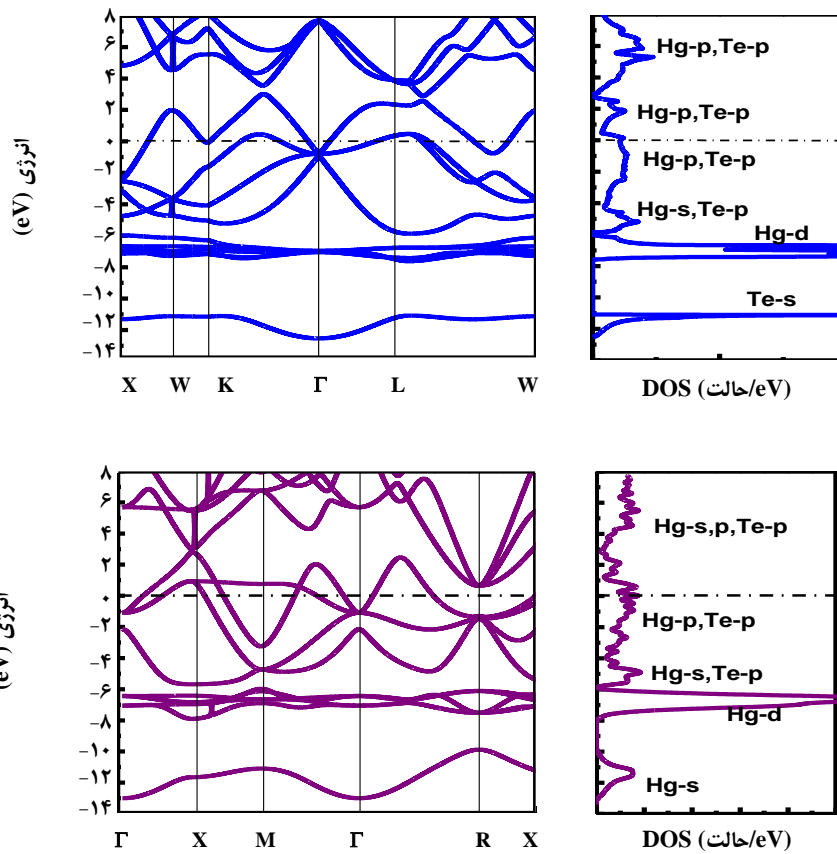 ۸
۶
۴
۲
۰
−۲
−۴
−۶
−۸
−۱۰
−۱۲
−۱۴
انرژی (eV)
X W K Γ L W
Hg-p,Te-p
Hg-p,Te-p
Hg-p,Te-p
Hg-s,Te-p
Hg-d
Te-s
DOS (حالت/eV)
۸
۶
۴
۲
۰
−۲
−۴
−۶
−۸
−۱۰
−۱۲
−۱۴
انرژی (eV)
Γ X M Γ R X
Hg-s,p,Te-p
Hg-p,Te-p
Hg-s,Te-p
Hg-d
Hg-s
DOS (حالت/eV)